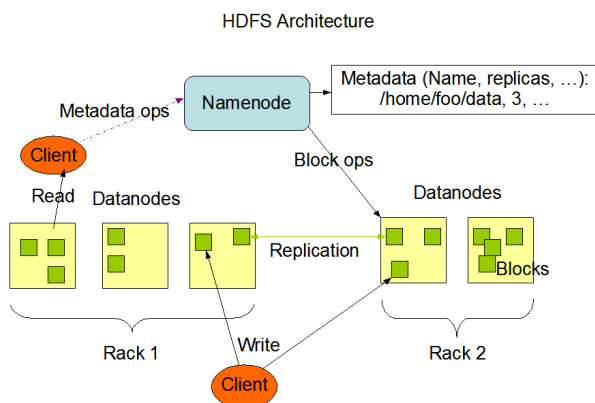 HDFS Architecture
Metadata (Name, replicas, …):
/home/foo/data, 3, …
Namenode
Metadata ops
Client
Block ops
Read
Datanodes
Datanodes
Replication
Blocks
Write
Rack 1
Rack 2
Client